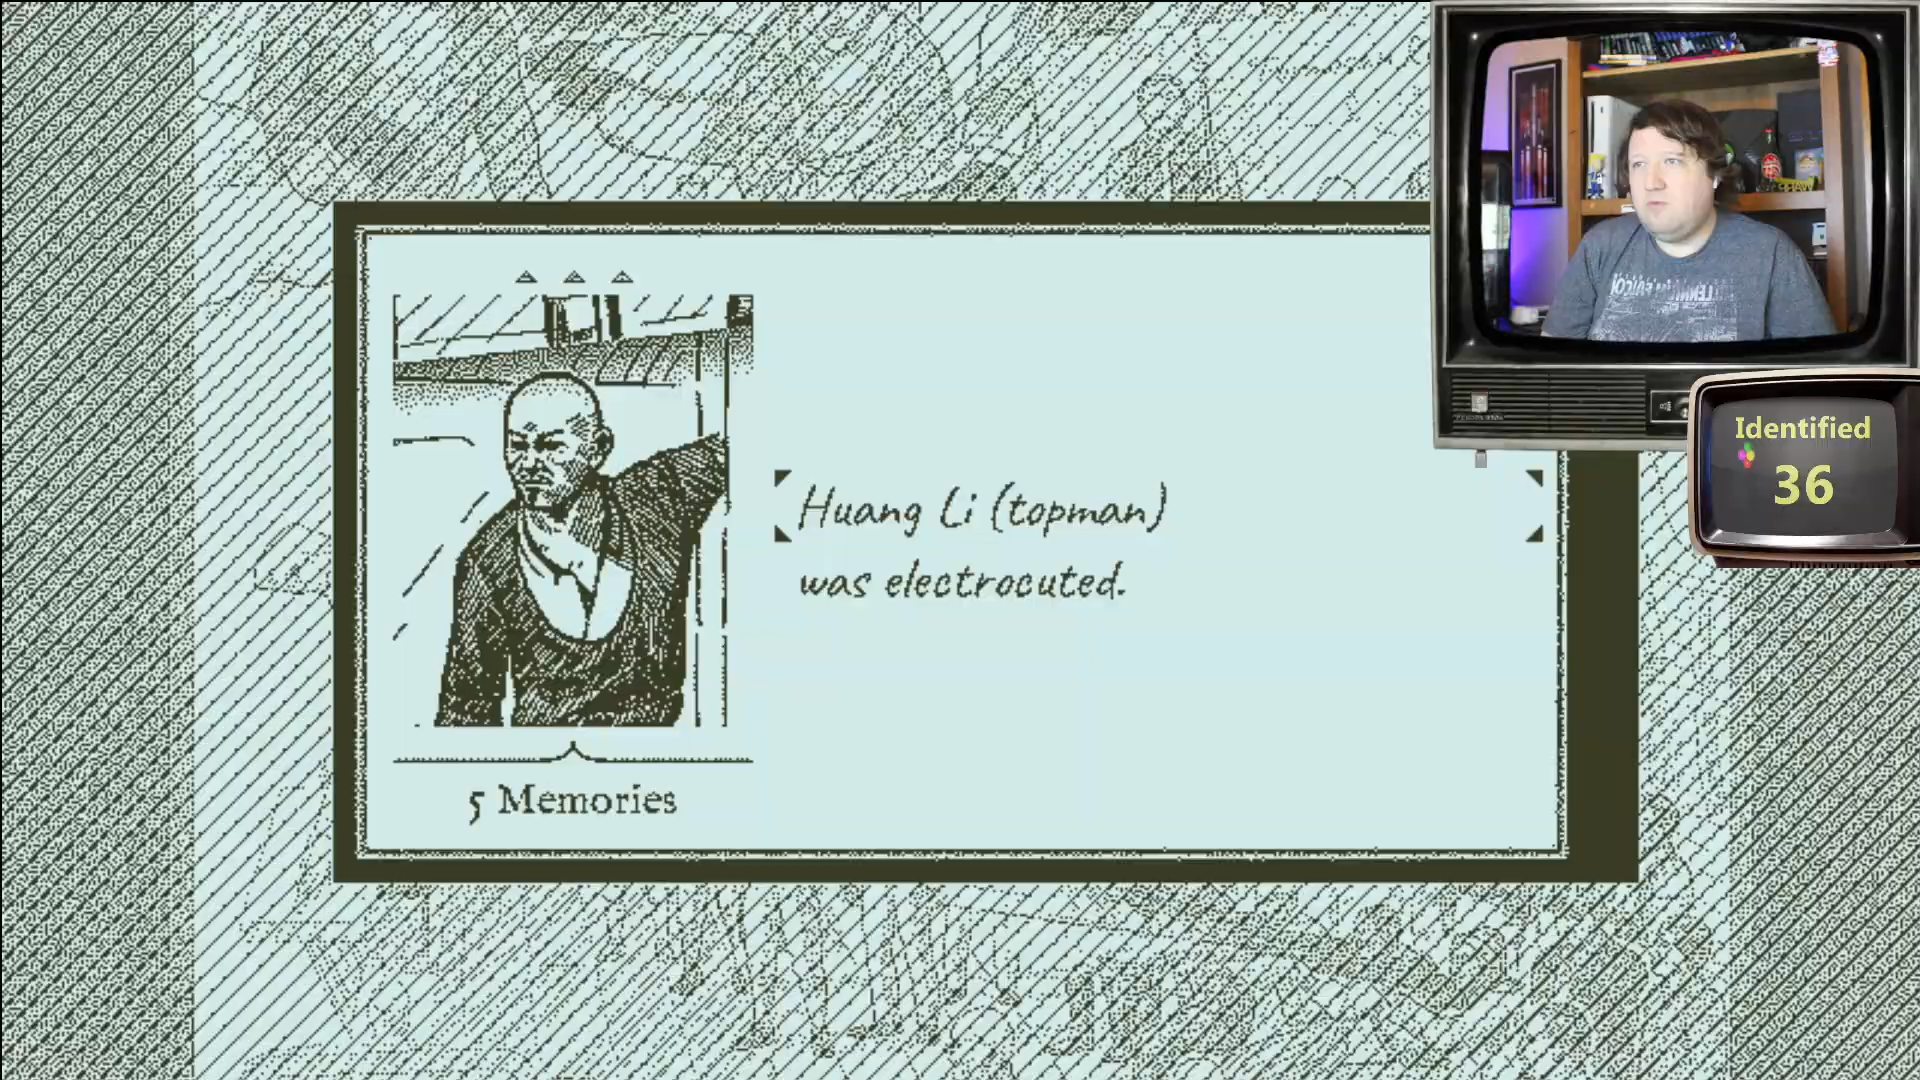 Huang Li (topman)
was electrocuted.
5 Memories
Identified
36